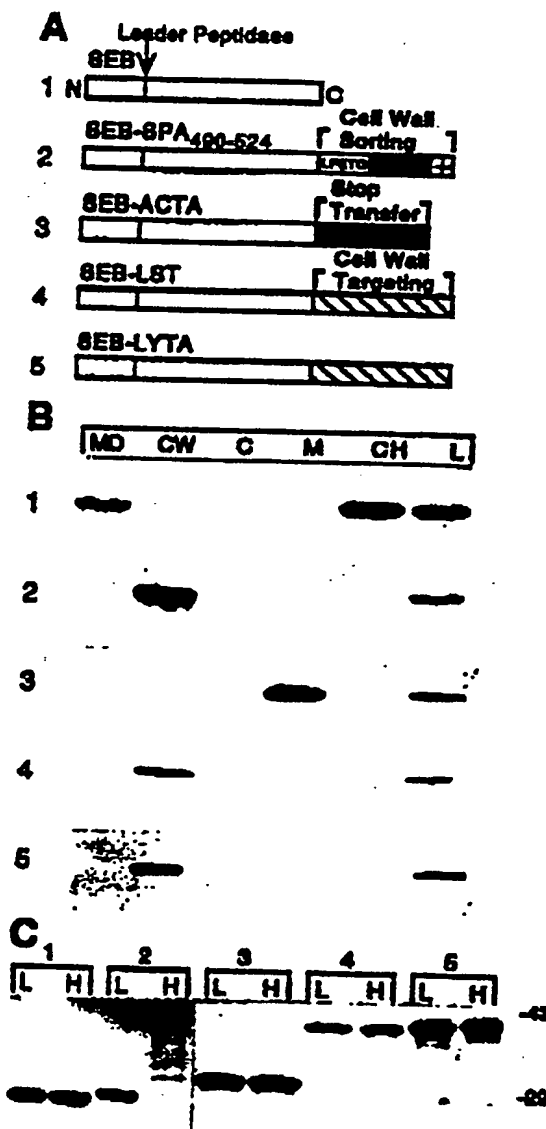 A
Leader Peptidase
SEB
1 N C
SEB-SPA490-524
Cell Wall
Sorting
2 LPXTG +
SEB-ACTA
Stop
Transfer
3
SEB-LST
Cell Wall
Targeting
4
SEB-LYTA
5
B
MD CW C M CH L
1
2
3
4
5
C
1 2 3 4 5
L H L H L H L H L H
-29